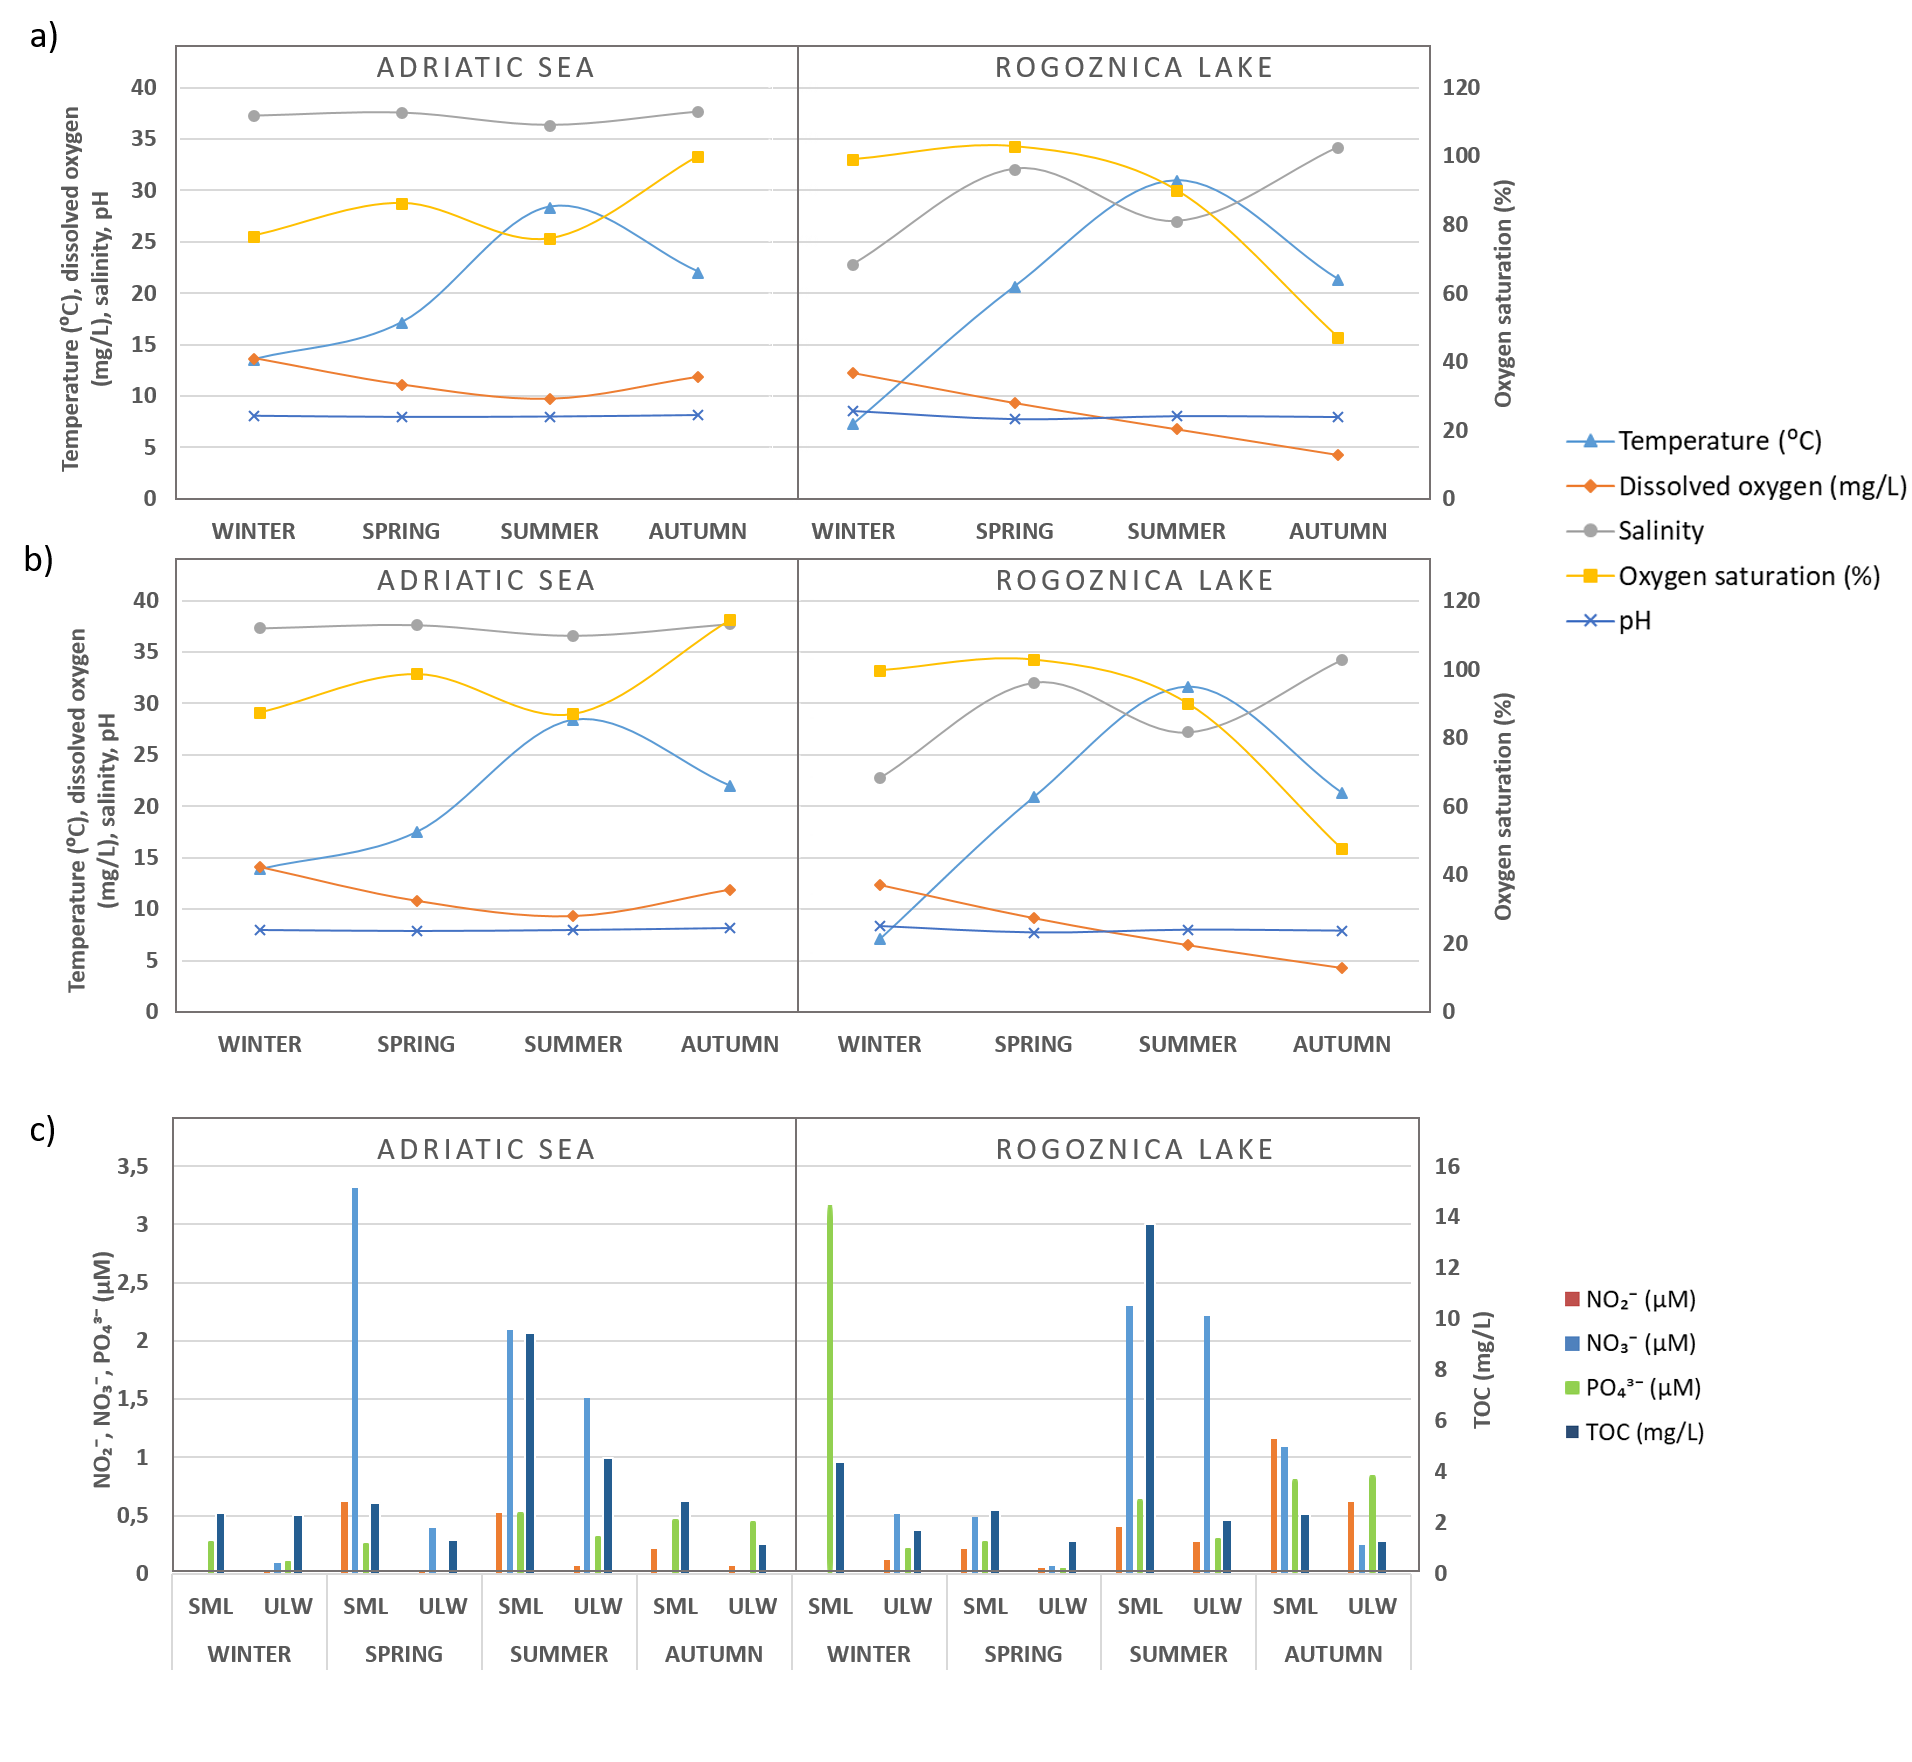 a)
ADRIATIC SEA
ROGOZNICA LAKE
40
35
30
25
20
15
10
5
0
Temperature (⁰C), dissolved oxygen
(mg/L), salinity, pH
120
100
80
60
40
20
0
Oxygen saturation (%)
WINTER SPRING SUMMER AUTUMN WINTER SPRING SUMMER AUTUMN
Temperature (⁰C)
Dissolved oxygen (mg/L)
Salinity
Oxygen saturation (%)
pH
b)
ADRIATIC SEA
ROGOZNICA LAKE
40
35
30
25
20
15
10
5
0
Temperature (⁰C), dissolved oxygen
(mg/L), salinity, pH
120
100
80
60
40
20
0
Oxygen saturation (%)
WINTER SPRING SUMMER AUTUMN WINTER SPRING SUMMER AUTUMN
c)
ADRIATIC SEA
ROGOZNICA LAKE
3,5
3
2,5
2
1,5
1
0,5
0
NO₂⁻, NO₃⁻, PO₄³⁻ (µM)
16
14
12
10
8
6
4
2
0
TOC (mg/L)
SML ULW SML ULW SML ULW SML ULW SML ULW SML ULW SML ULW SML ULW
WINTER SPRING SUMMER AUTUMN WINTER SPRING SUMMER AUTUMN
NO₂⁻ (µM)
NO₃⁻ (µM)
PO₄³⁻ (µM)
TOC (mg/L)